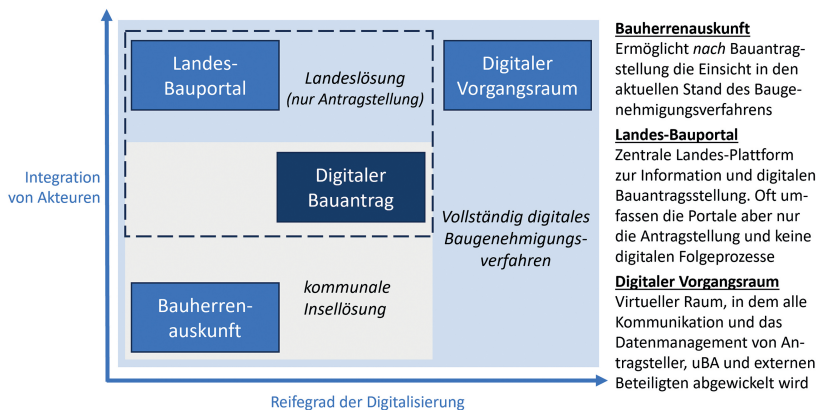 Landes-
Bauportal
Landeslösung
(nur Antragstellung)
Digitaler
Vorgangsraum
Integration
von Akteuren
Digitaler
Bauantrag
Vollständig digitales
Baugenehmigungs-
verfahren
kommunale
Insellösung
Bauherren-
auskunft
Reifegrad der Digitalisierung
Bauherrenauskunft
Ermöglicht nach Bauantrag-
stellung die Einsicht in den
aktuellen Stand des Bauge-
nehmigungsverfahrens
Landes-Bauportal
Zentrale Landes-Plattform
zur Information und digitalen
Bauantragsstellung. Oft um-
fassen die Portale aber nur
die Antragstellung und keine
digitalen Folgeprozesse
Digitaler Vorgangsraum
Virtueller Raum, in dem alle
Kommunikation und das
Datenmanagement von An-
tragsteller, uBA und externen
Beteiligten abgewickelt wird